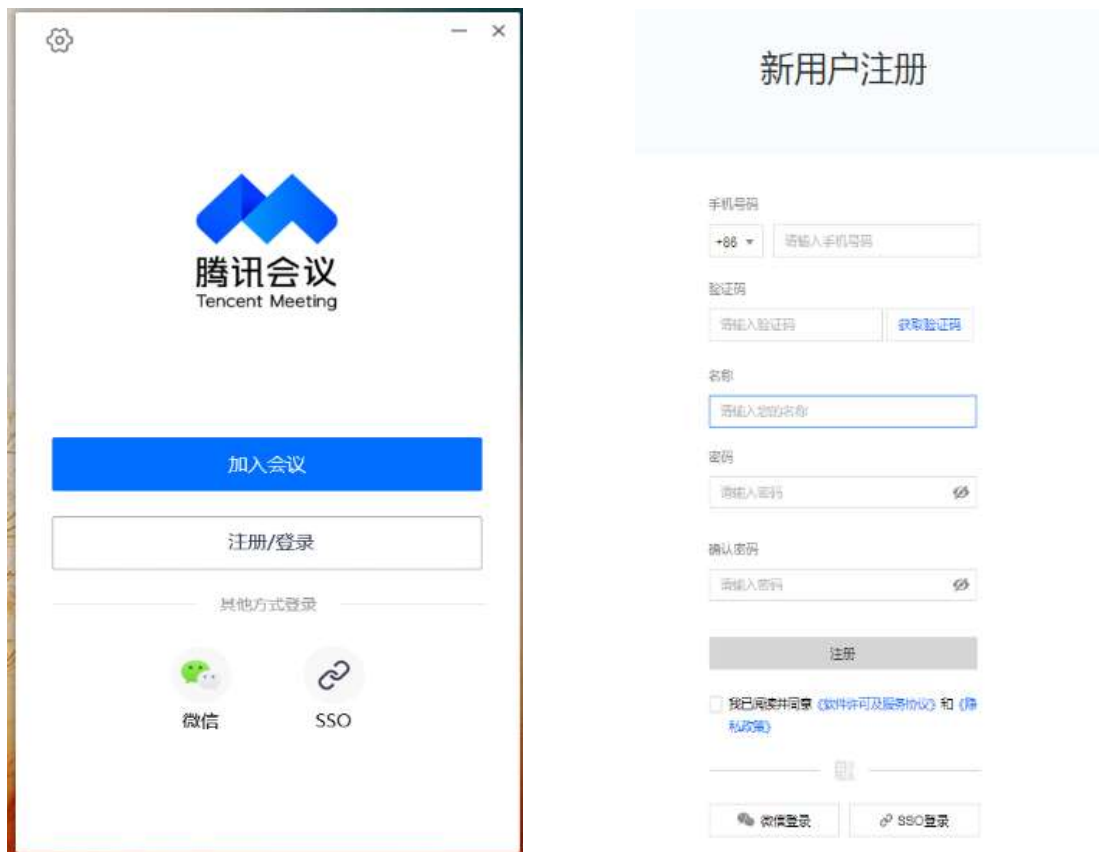 腾讯会议
Tencent Meeting
加入会议
注册/登录
其他方式登录
微信
SSO
新用户注册
手机号码
+86
请输入手机号码
验证码
请输入验证码
获取验证码
名称
请输入您的名称
密码
请输入密码
确认密码
请输入密码
注册
我已阅读并同意《软件许可及服务协议》和《隐
私政策》
微信登录
SSO登录